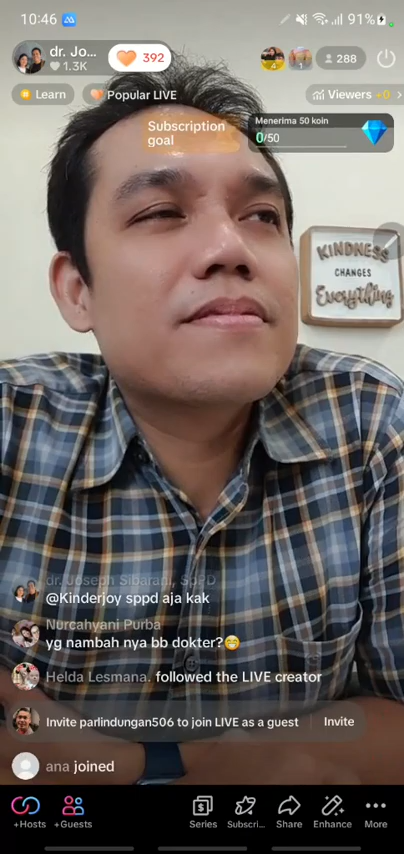 10:46
91%
dr. Jo...
1.3K
392
4
1
288
Learn
Popular LIVE
Viewers +0
Subscription
goal
Menerima 50 koin
0/50
KINDNESS
CHANGES
Everything
dr. Joseph Sibarani, SpPD
@Kinderjoy sppd aja kak
Nurcahyani Purba
yg nambah nya bb dokter?😁
Helda Lesmana. followed the LIVE creator
Invite parlindungan506 to join LIVE as a guest
Invite
ana joined
+Hosts
+Guests
Series
Subscri...
Share
Enhance
More